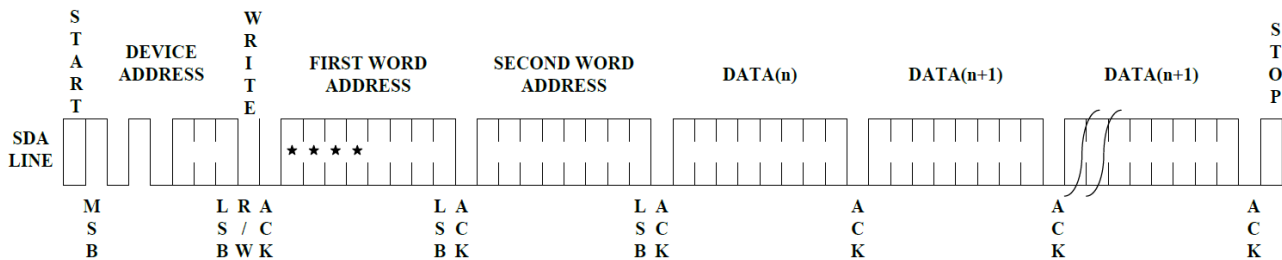 START
DEVICE
ADDRESS
WRITE
FIRST WORD
ADDRESS
SECOND WORD
ADDRESS
DATA(n)
DATA(n+1)
DATA(n+1)
STOP
SDA
LINE
★ ★ ★ ★
MSB
LSB
R/W
ACK
LSB
ACK
LSB
ACK
ACK
ACK
ACK